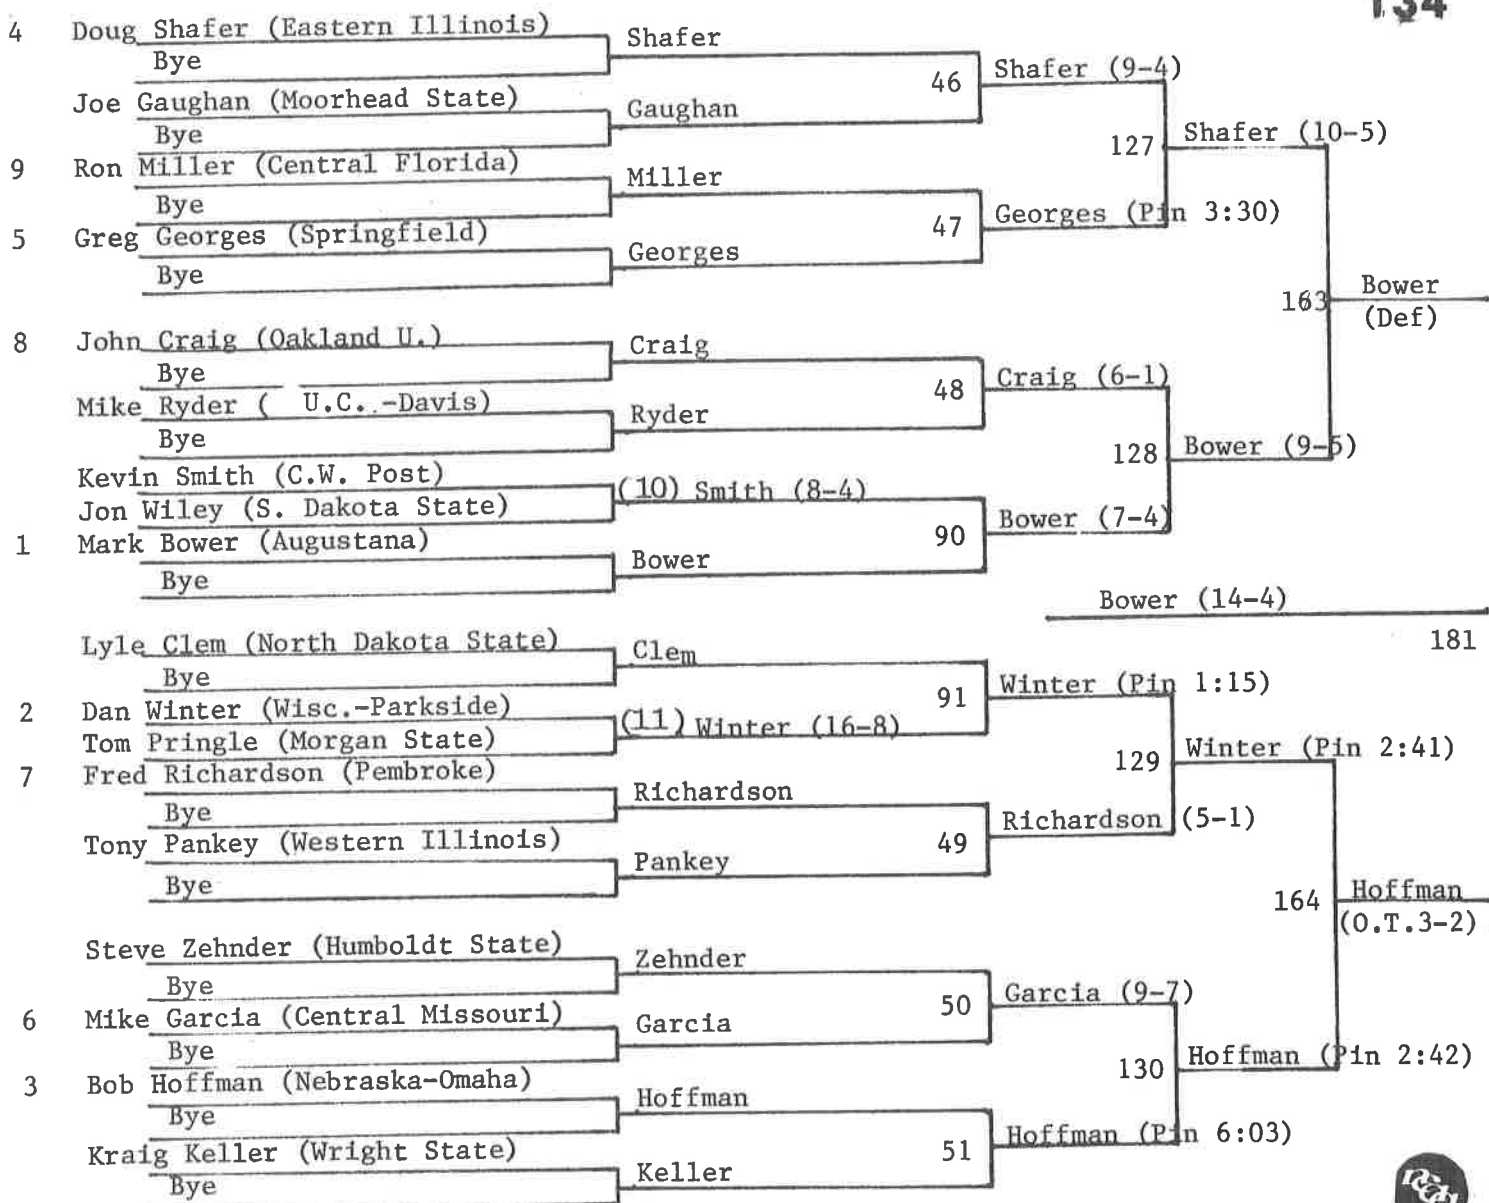 134
4 Doug Shafer (Eastern Illinois)
Bye
Shafer
Joe Gaughan (Moorhead State)
Bye
Gaughan
46 Shafer (9-4)
9 Ron Miller (Central Florida)
Bye
Miller
5 Greg Georges (Springfield)
Bye
Georges
47 Georges (Pin 3:30)
127 Shafer (10-5)
8 John Craig (Oakland U.)
Bye
Craig
Mike Ryder ( U.C.-Davis)
Bye
Ryder
48 Craig (6-1)
Kevin Smith (C.W. Post)
Jon Wiley (S. Dakota State)
(10) Smith (8-4)
1 Mark Bower (Augustana)
Bye
Bower
90 Bower (7-4)
128 Bower (9-5)
163 Bower
(Def)
Bower (14-4)
181
Lyle Clem (North Dakota State)
Bye
Clem
2 Dan Winter (Wisc.-Parkside)
Tom Pringle (Morgan State)
(11) Winter (16-8)
91 Winter (Pin 1:15)
7 Fred Richardson (Pembroke)
Bye
Richardson
Tony Pankey (Western Illinois)
Bye
Pankey
49 Richardson (5-1)
129 Winter (Pin 2:41)
Steve Zehnder (Humboldt State)
Bye
Zehnder
6 Mike Garcia (Central Missouri)
Bye
Garcia
50 Garcia (9-7)
3 Bob Hoffman (Nebraska-Omaha)
Bye
Hoffman
Kraig Keller (Wright State)
Bye
Keller
51 Hoffman (Pin 6:03)
130 Hoffman (Pin 2:42)
164 Hoffman
(O.T.3-2)